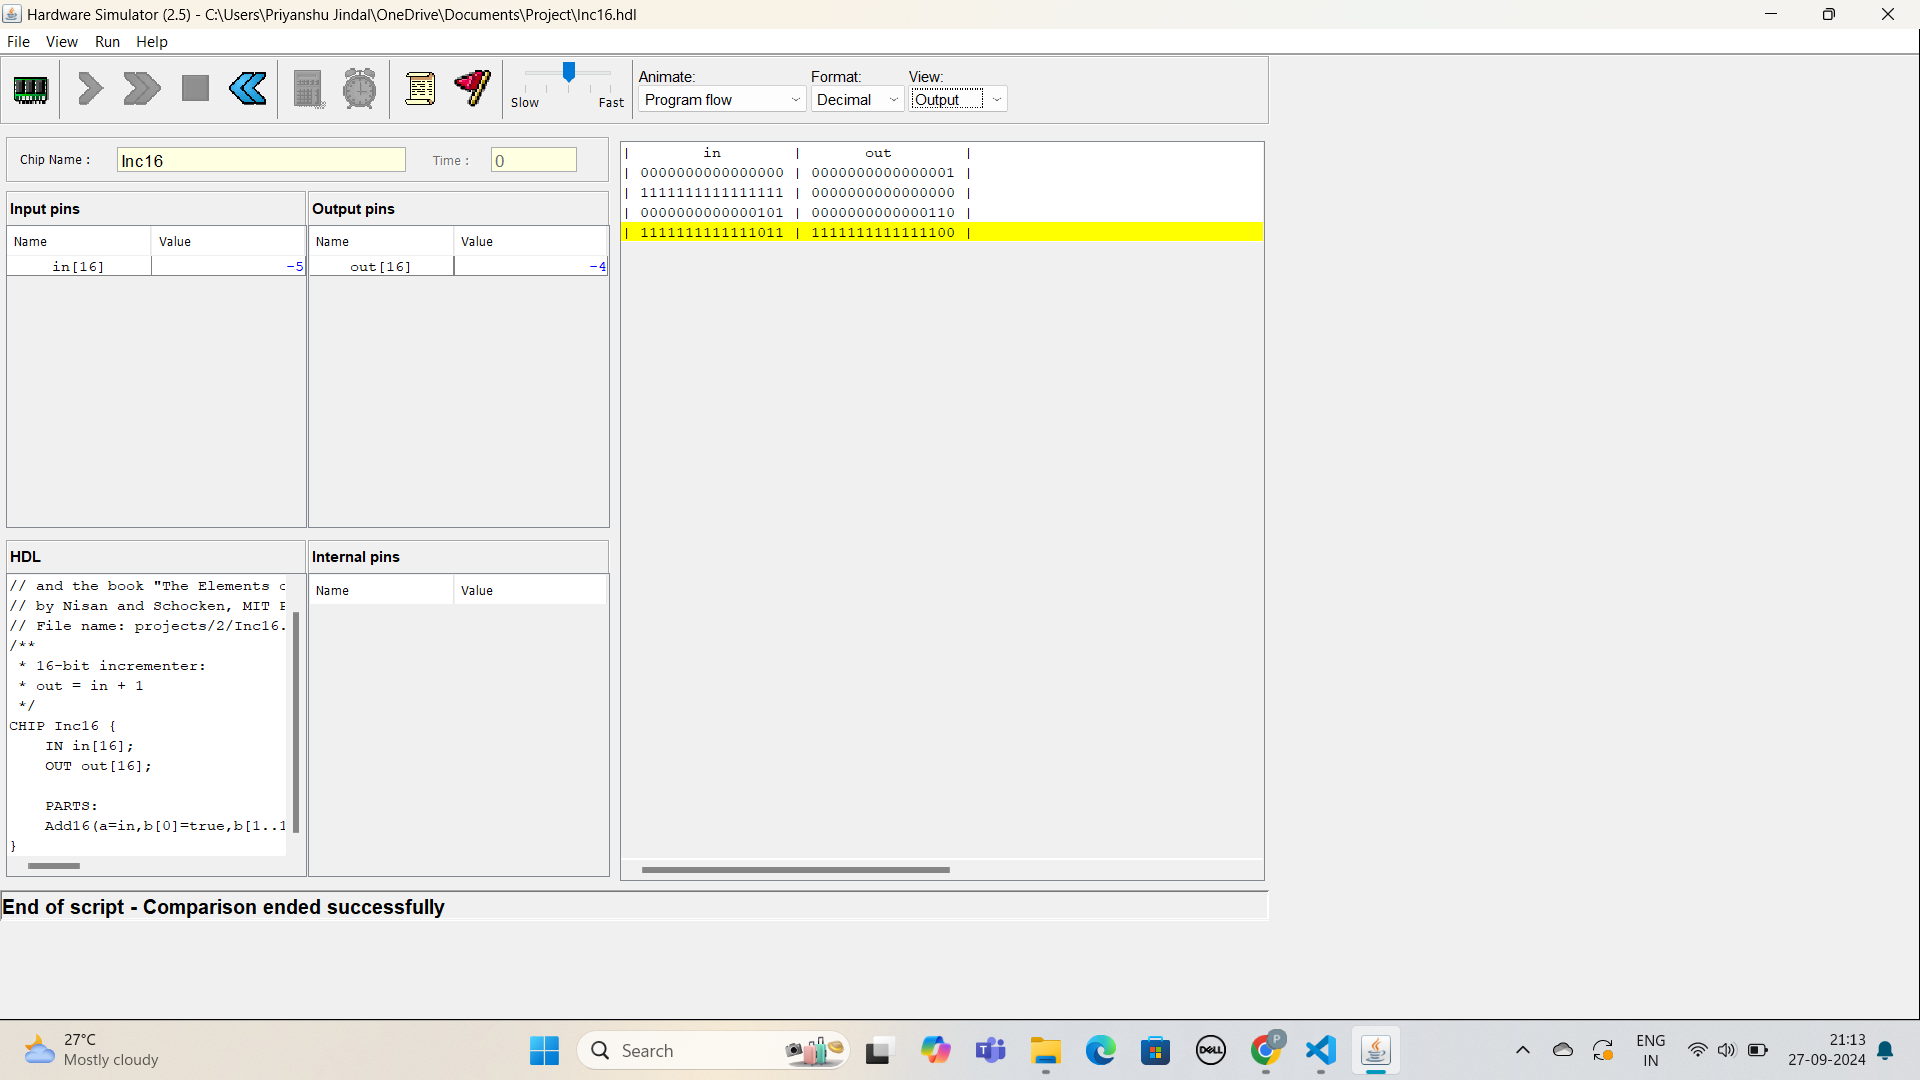 Hardware Simulator (2.5) - C:\Users\Priyanshu Jindal\OneDrive\Documents\Project\Inc16.hdl
File View Run Help
Slow Fast
Animate: Format: View:
Program flow Decimal Output
Chip Name : Inc16 Time : 0
Input pins
Name Value
in[16] -5
Output pins
Name Value
out[16] -4
| in | out |
| 0000000000000000 | 0000000000000001 |
| 1111111111111111 | 0000000000000000 |
| 0000000000000101 | 0000000000000110 |
| 1111111111111011 | 1111111111111100 |
HDL
// and the book "The Elements
// by Nisan and Schocken, MIT
// File name: projects/2/Inc16.
/**
* 16-bit incrementer:
* out = in + 1
*/
CHIP Inc16 {
IN in[16];
OUT out[16];
PARTS:
Add16(a=in,b[0]=true,b[1..1
}
Internal pins
Name Value
End of script - Comparison ended successfully
27°C
Mostly cloudy
Search
DELL
P
ENG
IN
21:13
27-09-2024